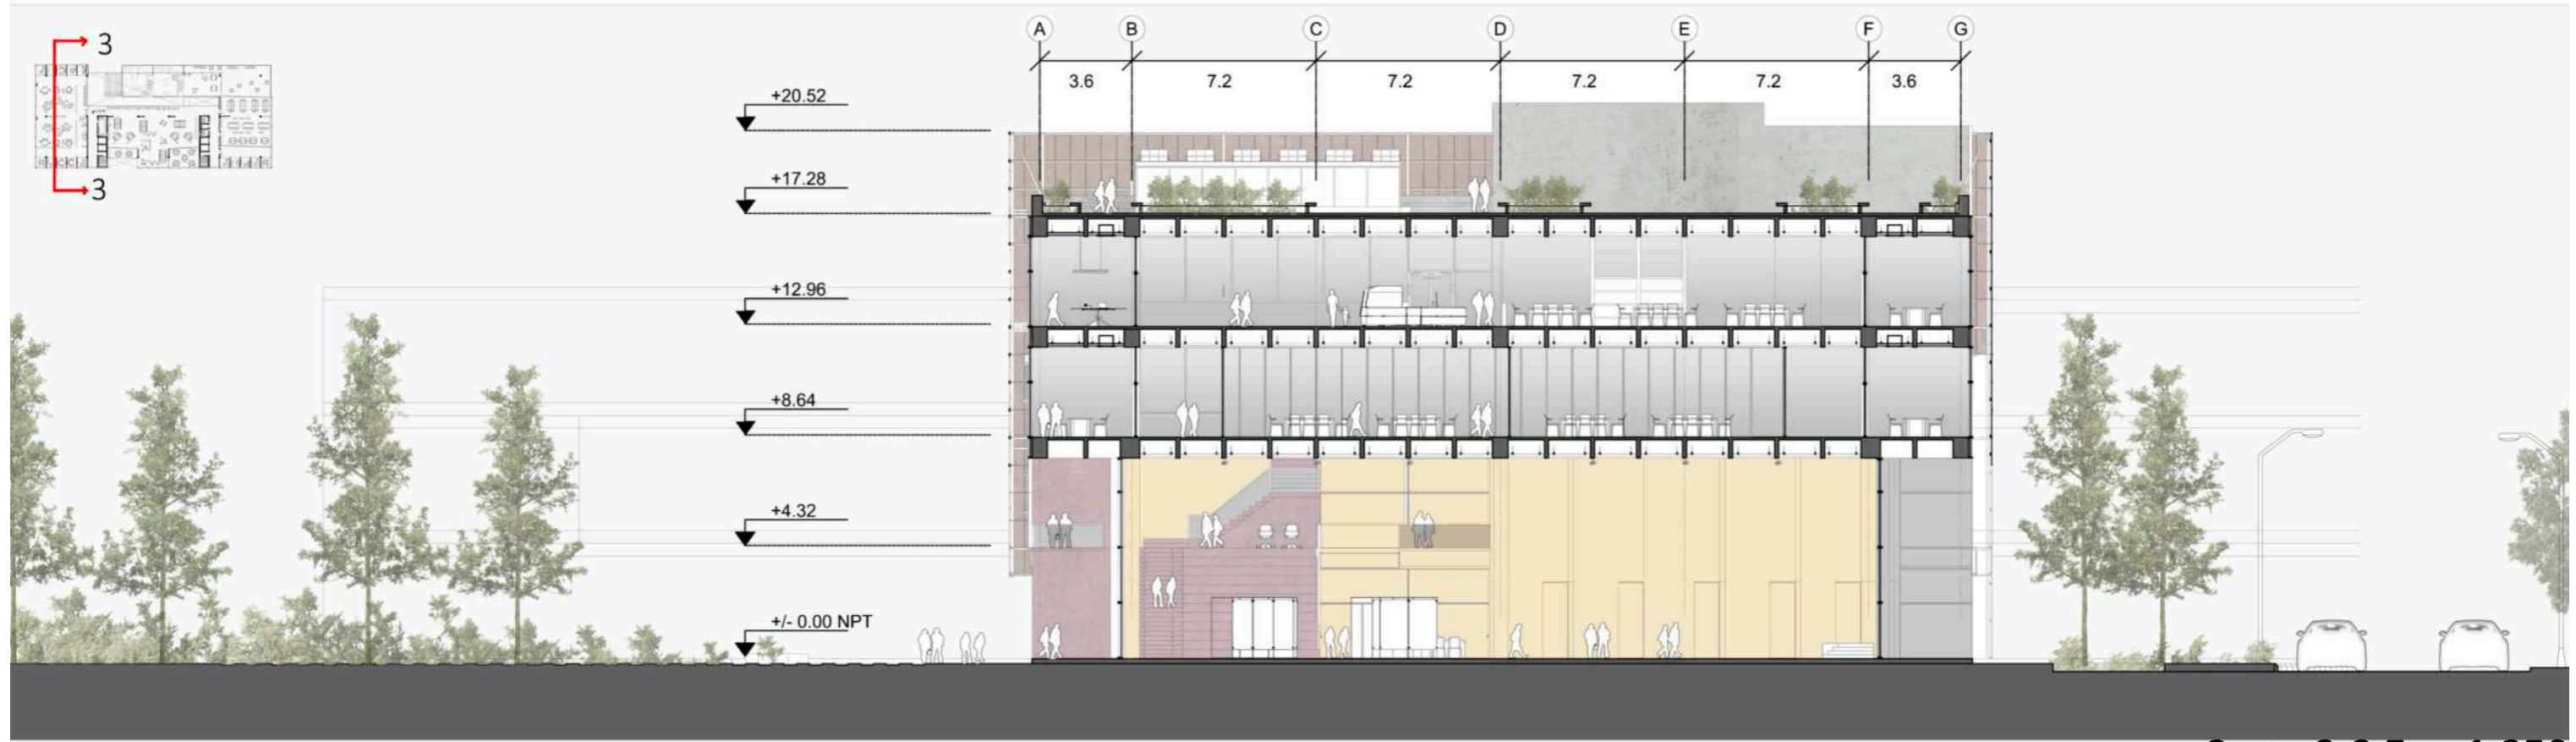 3
3
A B C D E F G
3.6 7.2 7.2 7.2 7.2 3.6
+20.52
+17.28
+12.96
+8.64
+4.32
+/- 0.00 NPT